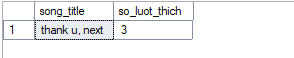 song_title so_luot_thich
1 thank u, next 3